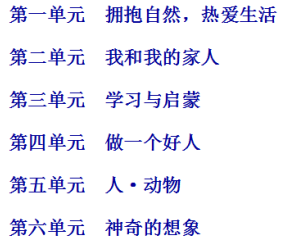 第一单元 拥抱自然，热爱生活
第二单元 我和我的家人
第三单元 学习与启蒙
第四单元 做一个好人
第五单元 人·动物
第六单元 神奇的想象